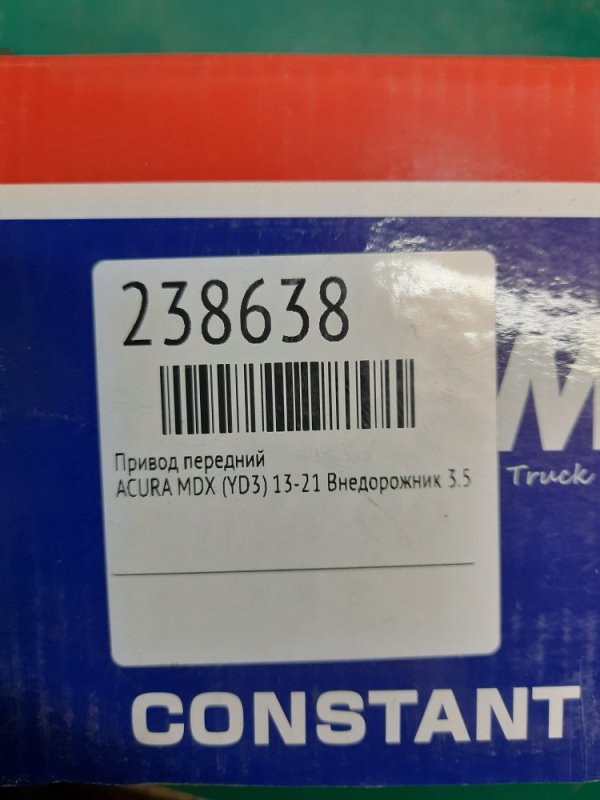 238638
Привод передний
ACURA MDX (YD3) 13-21 Внедорожник 3.5
Truck
CONSTANT